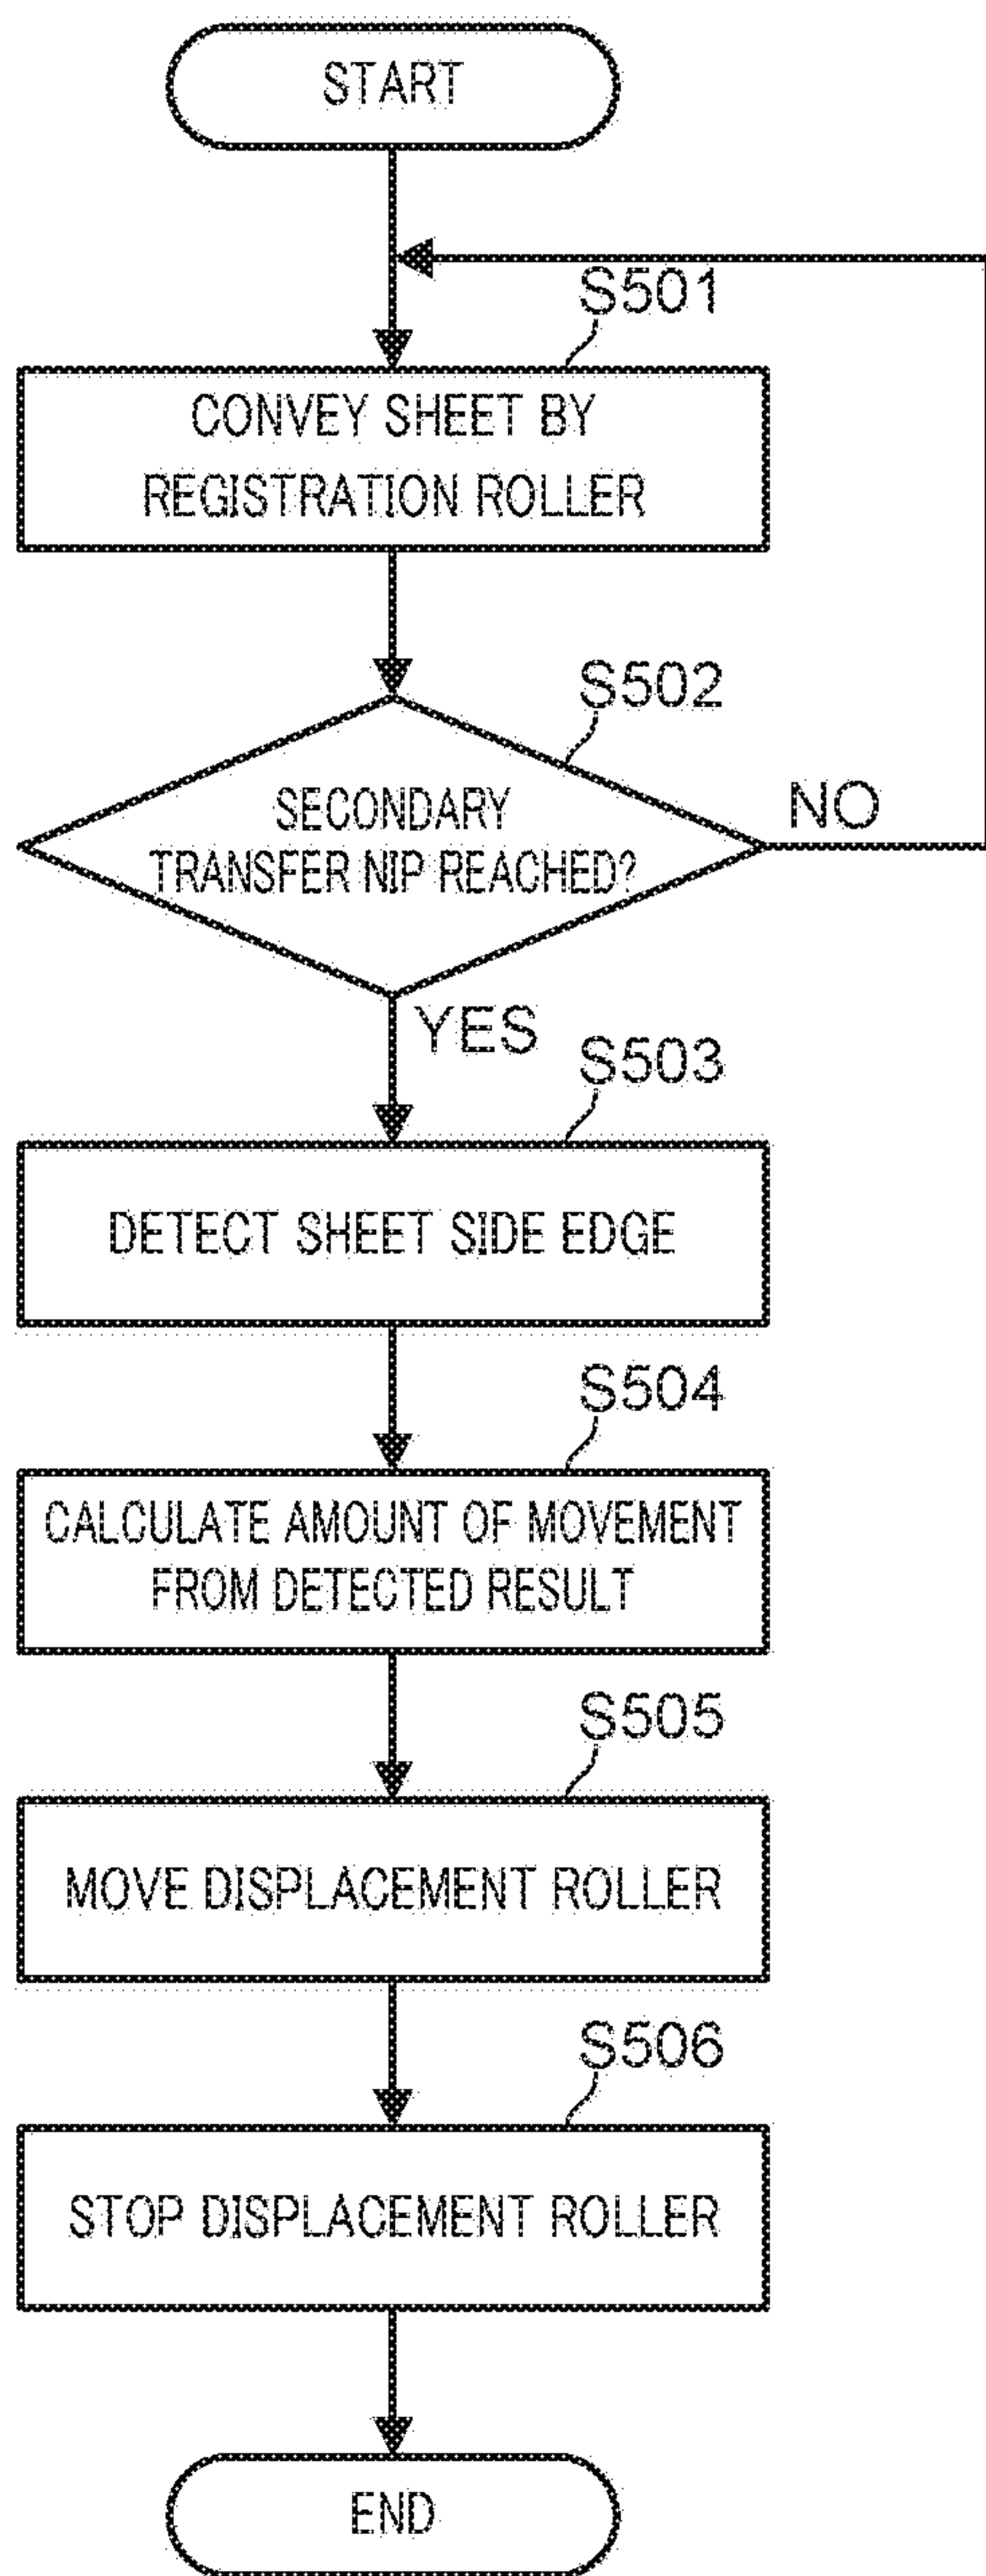 START
S501
CONVEY SHEET BY
REGISTRATION ROLLER
S502
SECONDARY
TRANSFER NIP REACHED?
NO
YES
S503
DETECT SHEET SIDE EDGE
S504
CALCULATE AMOUNT OF MOVEMENT
FROM DETECTED RESULT
S505
MOVE DISPLACEMENT ROLLER
S506
STOP DISPLACEMENT ROLLER
END